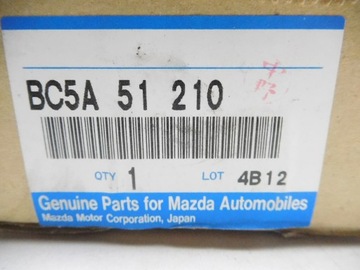 BC5A 51 210
QTY 1 LOT 4B12
Genuine Parts for Mazda Automobiles
Mazda Motor Corporation, Japan